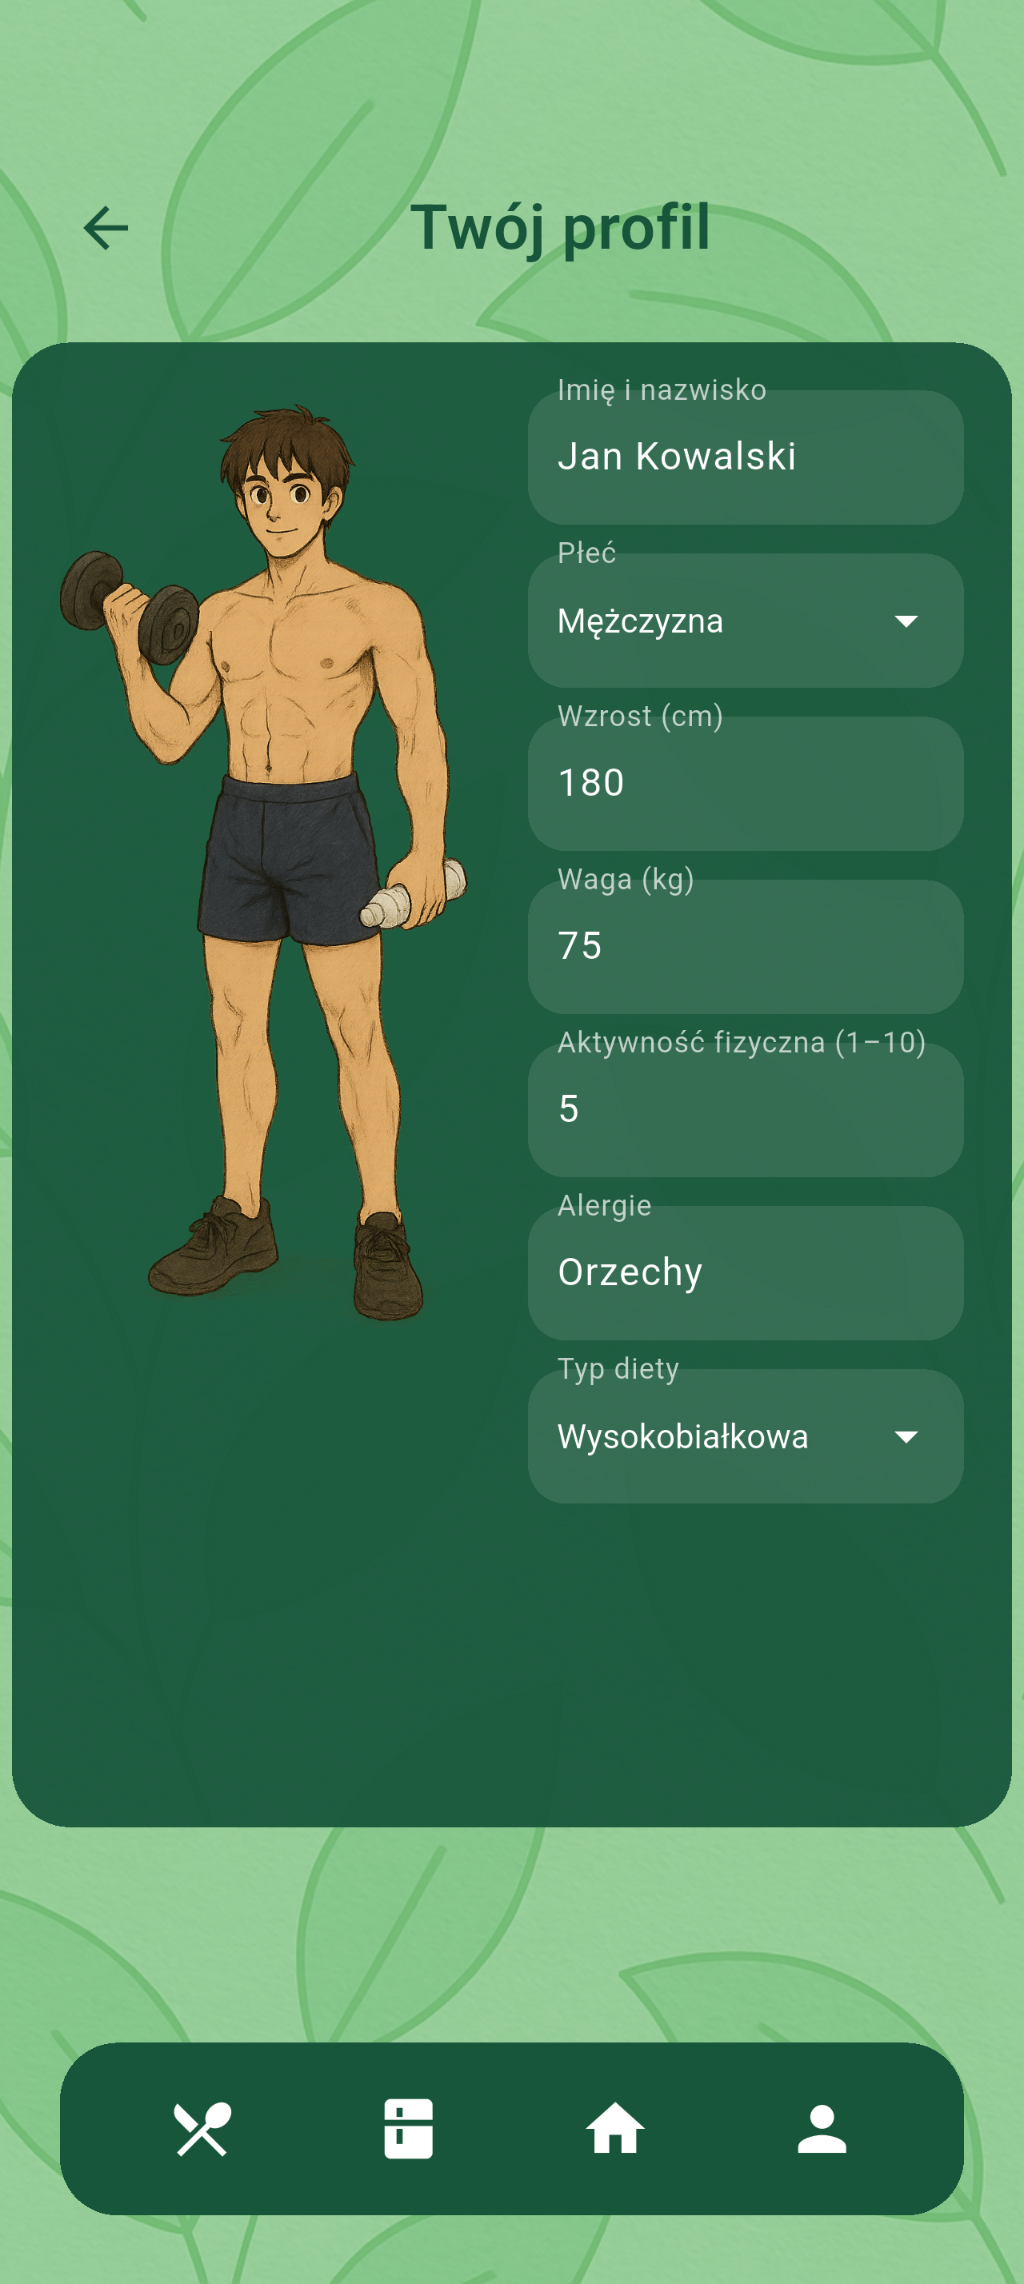 Twój profil
Imię i nazwisko
Jan Kowalski
Płeć
Mężczyzna
Wzrost (cm)
180
Waga (kg)
75
Aktywność fizyczna (1–10)
5
Alergie
Orzechy
Typ diety
Wysokobiałkowa